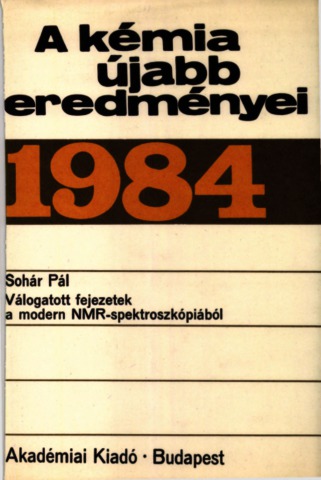 A kémia
újabb
eredményei
1984
Sohár Pál
Válogatott fejezetek
a modern NMR-spektroszkópiából
Akadémiai Kiadó · Budapest